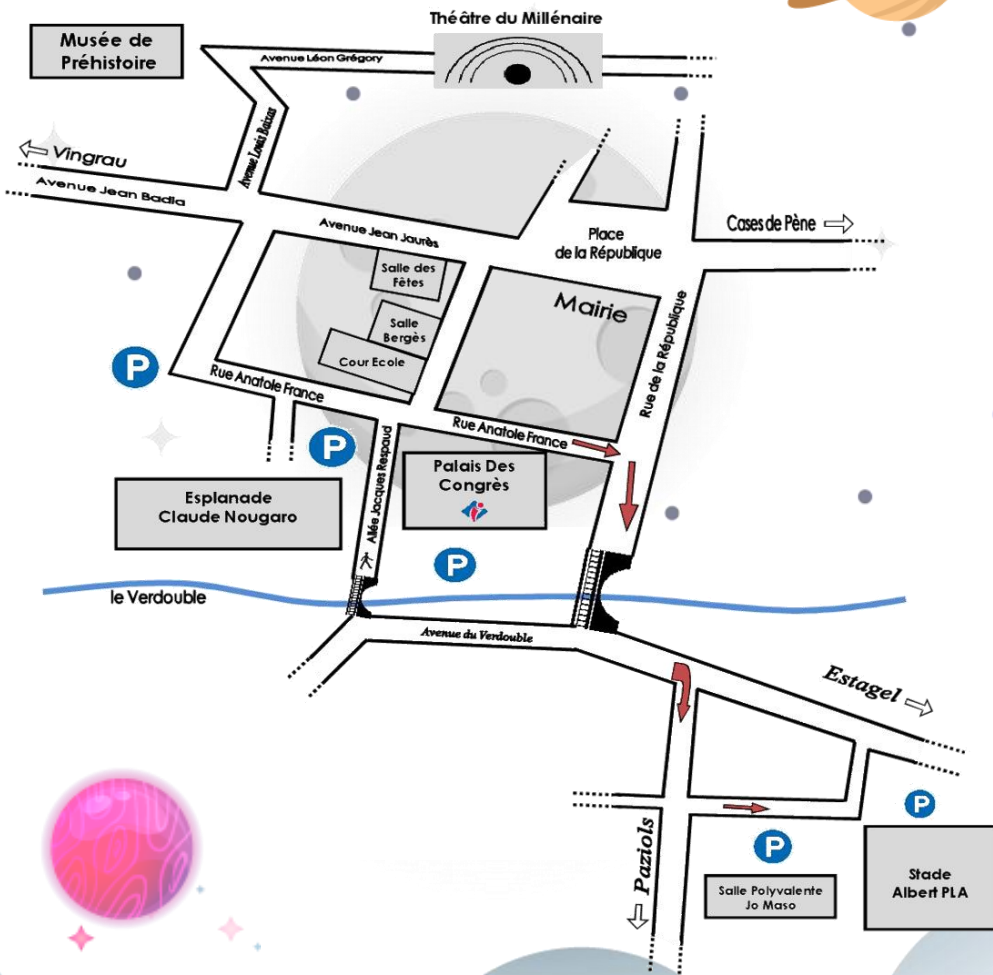 Théâtre du Millénaire
Musée de
Préhistoire
Avenue Léon Grégory
Avenue Louis Baixas
Vingrau
Avenue Jean Badia
Avenue Jean Jaurès
Place
de la République
Cases de Pène
Salle des
Fêtes
Salle
Bergès
Cour Ecole
Mairie
Rue de la République
P
Rue Anatole France
Rue Anatole France
P
Allée Jacques Respaud
Palais Des
Congrès
Esplanade
Claude Nougaro
P
le Verdouble
Avenue du Verdouble
Estagel
Paziols
P
P
Salle Polyvalente
Jo Maso
Stade
Albert PLA